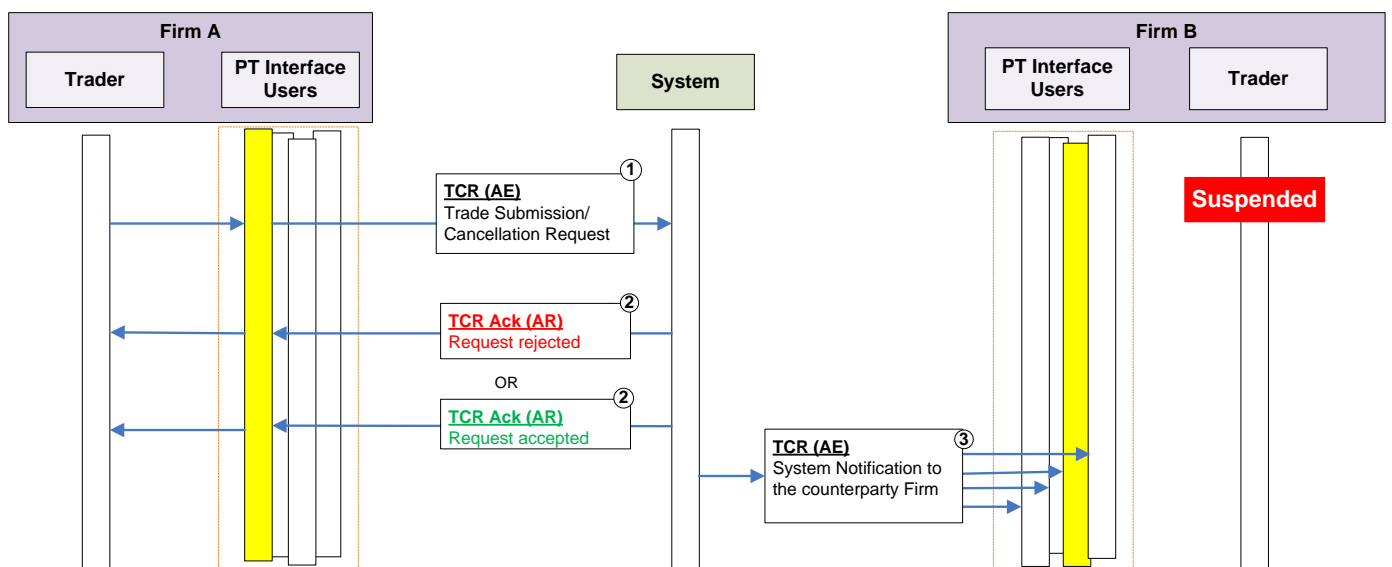 Firm A
Trader
PT Interface
Users
System
Firm B
PT Interface
Users
Trader
1
TCR (AE)
Trade Submission/
Cancellation Request
Suspended
2
TCR Ack (AR)
Request rejected
OR
2
TCR Ack (AR)
Request accepted
3
TCR (AE)
System Notification to
the counterparty Firm